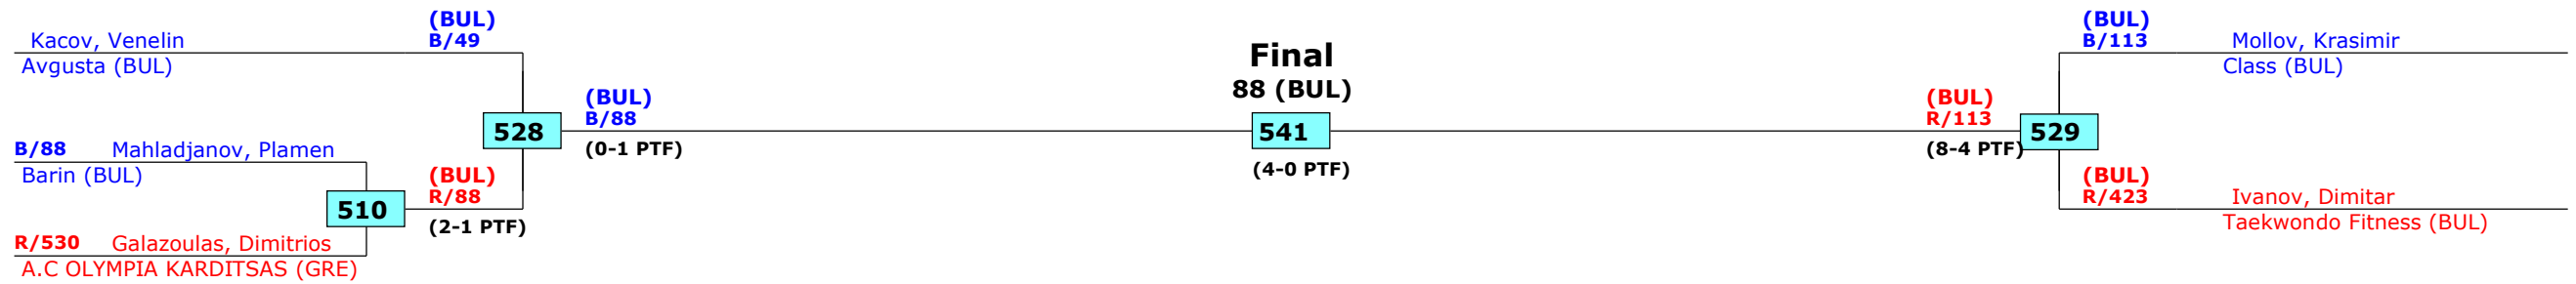 (BUL)
B/49
Kacov, Venelin
Avgusta (BUL)
B/88 Mahladjanov, Plamen
Barin (BUL)
R/530 Galazoulas, Dimitrios
A.C OLYMPIA KARDITSAS (GRE)
510
(BUL)
R/88
(2-1 PTF)
528
(BUL)
B/88
(0-1 PTF)
Final
88 (BUL)
541
(4-0 PTF)
(BUL)
R/113
(8-4 PTF)
529
(BUL)
B/113 Mollov, Krasimir
Class (BUL)
(BUL)
R/423 Ivanov, Dimitar
Taekwondo Fitness (BUL)